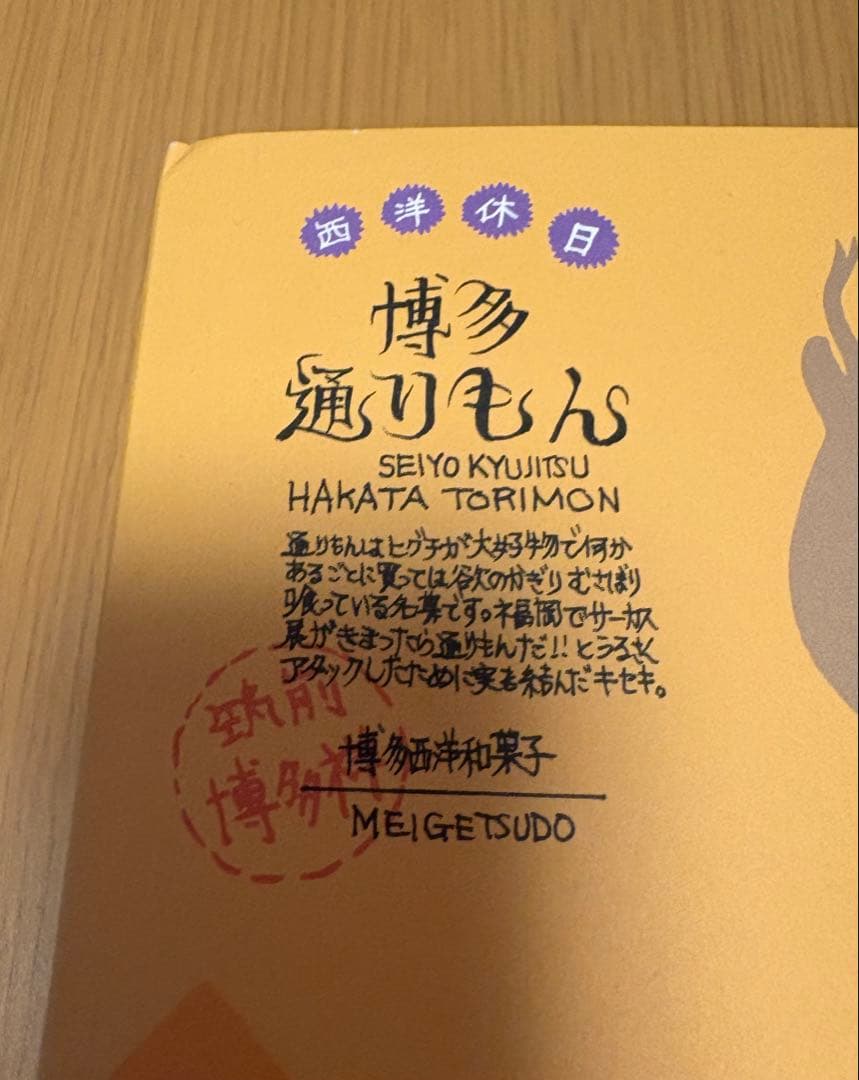 西洋休日
博多
通りもん
SEIYO KYUJITSU
HAKATA TORIMON
通りもんはヒグチが大好物で何か
あるごとに買っては欲のかぎりむさぼり
喰っている名菓です。福岡でサーカス
展がきまったら通りもんだ!!とうるさく
アタックしたために実を結んだキセキ。
筑前
博多
博多西洋和菓子
MEIGETSUDO